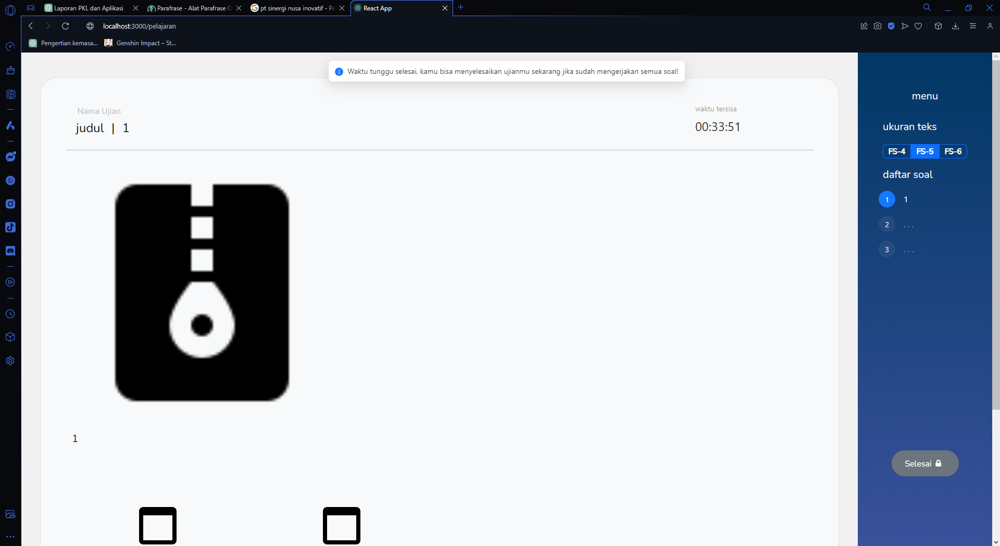 Laporan PKL dan Aplikasi
Parafrase - Alat Parafrase O
pt sinergi nusa inovatif - Pe
React App
localhost:3000/pelajaran
Pengertian kemasa...
Genshin Impact – St...
Waktu tunggu selesai, kamu bisa menyelesaikan ujianmu sekarang jika sudah mengerjakan semua soal!
Nama Ujian
judul | 1
waktu tersisa
00:33:51
1
menu
ukuran teks
FS-4 FS-5 FS-6
daftar soal
1 1
2 ...
3 ...
Selesai